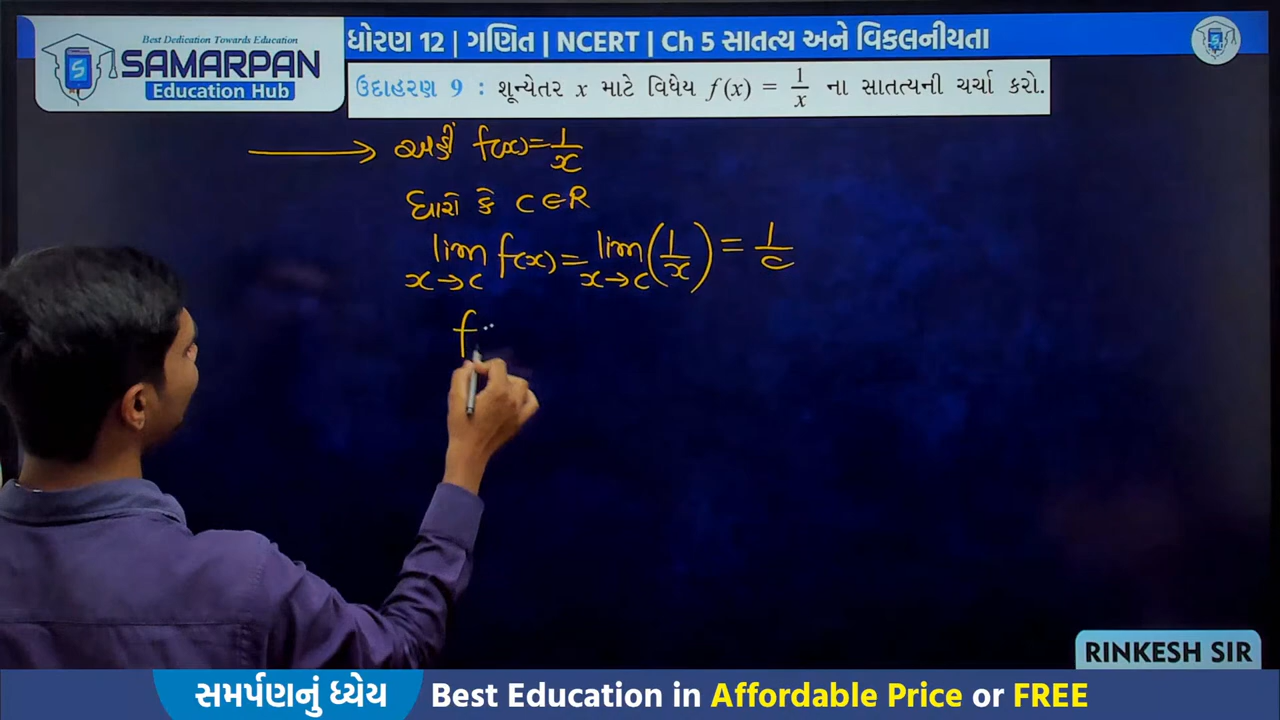 Best Dedication Towards Education
SAMARPAN
Education Hub
ધોરણ 12 | ગણિત | NCERT | Ch 5 સાતત્ય અને વિકલનીયતા
ઉદાહરણ 9 : શૂન્યેતર x માટે વિધેય f(x) = 1/x ના સાતત્યની ચર્ચા કરો.
→ અહીં f(x) = 1/x
ધારો કે C ∈ R
lim x→c f(x) = lim x→c (1/x) = 1/c
f
RINKESH SIR
સમર્પણનું ધ્યેય Best Education in Affordable Price or FREE